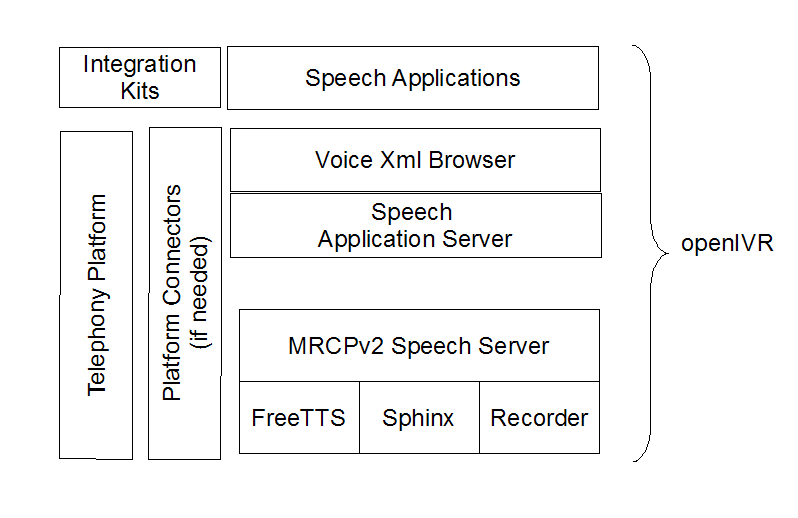 Integration
Kits
Speech Applications
Telephony Platform
Platform Connectors
(if needed)
Voice Xml Browser
Speech
Application Server
openIVR
MRCPv2 Speech Server
FreeTTS
Sphinx
Recorder